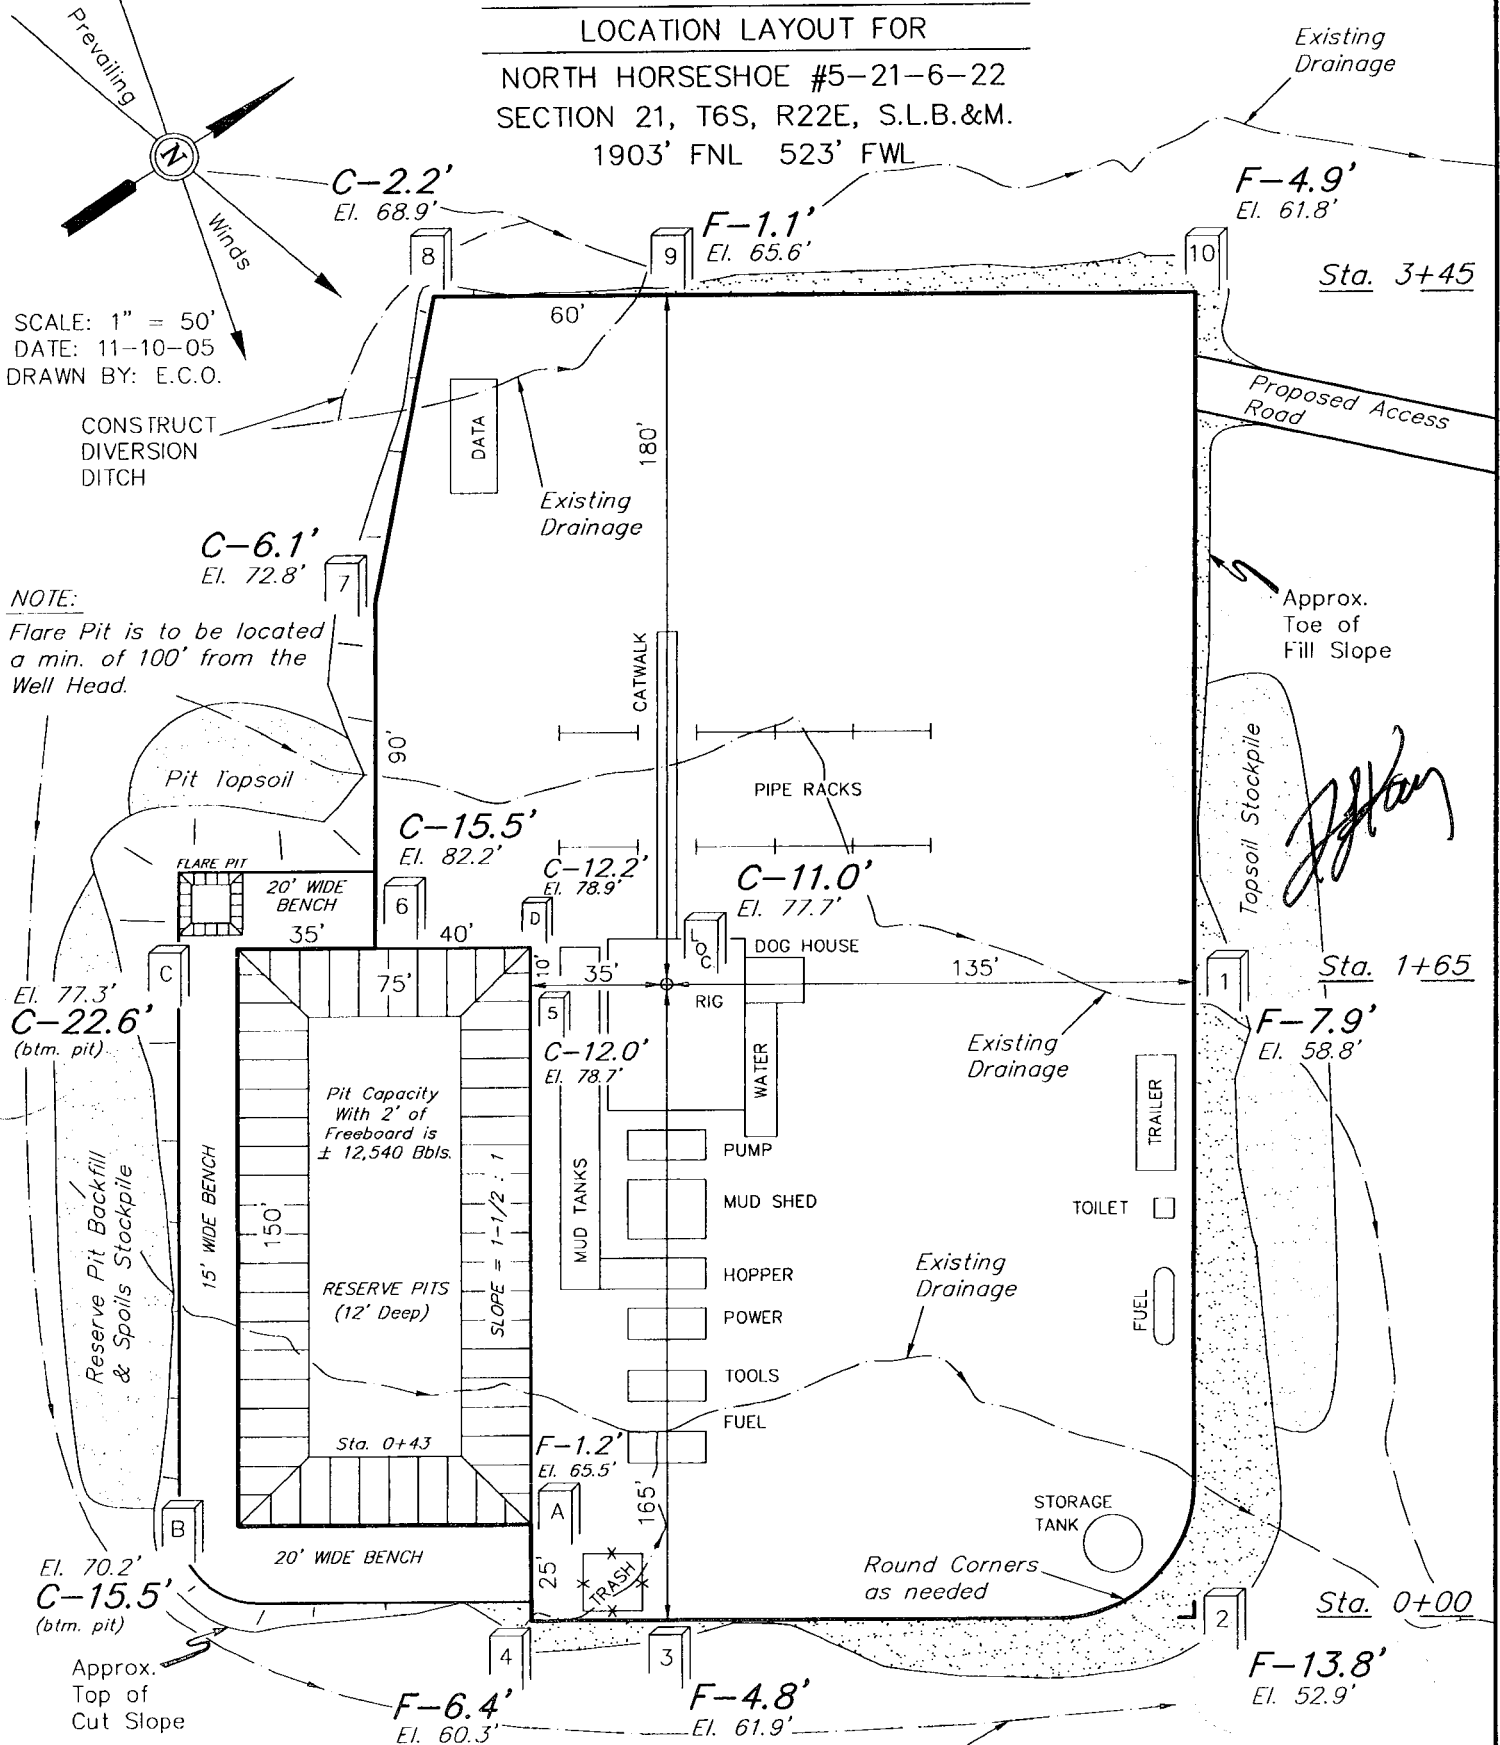 LOCATION LAYOUT FOR
NORTH HORSESHOE #5-21-6-22
SECTION 21, T6S, R22E, S.L.B.&M.
1903' FNL 523' FWL
Prevailing
N
Winds
Existing
Drainage
C-2.2'
El. 68.9'
8
F-1.1'
El. 65.6'
9
F-4.9'
El. 61.8'
10
Sta. 3+45
SCALE: 1" = 50'
DATE: 11-10-05
DRAWN BY: E.C.O.
60'
CONSTRUCT
DIVERSION
DITCH
DATA
180'
Existing
Drainage
Proposed Access
Road
C-6.1'
El. 72.8'
7
NOTE:
Flare Pit is to be located
a min. of 100' from the
Well Head.
Approx.
Toe of
Fill Slope
CATWALK
90'
Pit Topsoil
PIPE RACKS
Topsoil Stockpile
C-15.5'
El. 82.2'
6
FLARE PIT
20' WIDE
BENCH
C-12.2'
El. 78.9'
D
C-11.0'
El. 77.7'
LOC.
35'
40'
75'
10'
35'
DOG HOUSE
135'
RIG
C
El. 77.3'
C-22.6'
(btm. pit)
1
Sta. 1+65
F-7.9'
El. 58.8'
5
C-12.0'
El. 78.7'
WATER
Existing
Drainage
Pit Capacity
With 2' of
Freeboard is
± 12,540 Bbls.
TRAILER
PUMP
MUD SHED
TOILET
Reserve Pit Backfill
& Spoils Stockpile
15' WIDE BENCH
150'
SLOPE = 1-1/2 : 1
MUD TANKS
RESERVE PITS
(12' Deep)
HOPPER
POWER
Existing
Drainage
FUEL
TOOLS
FUEL
Sta. 0+43
F-1.2'
El. 65.5'
A
165'
STORAGE
TANK
B
El. 70.2'
C-15.5'
(btm. pit)
20' WIDE BENCH
25'
TRASH
Round Corners
as needed
2
Sta. 0+00
Approx.
Top of
Cut Slope
4
F-6.4'
El. 60.3'
3
F-4.8'
El. 61.9'
F-13.8'
El. 52.9'